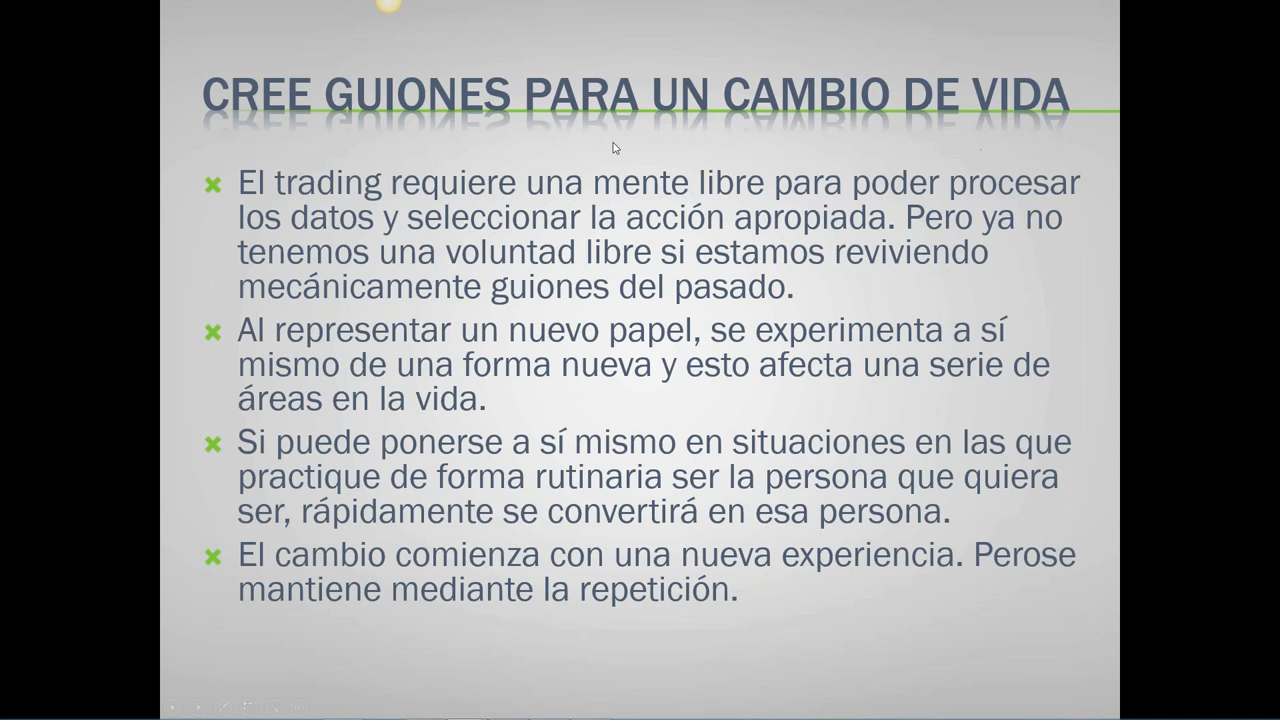 CREE GUIONES PARA UN CAMBIO DE VIDA
El trading requiere una mente libre para poder procesar
los datos y seleccionar la acción apropiada. Pero ya no
tenemos una voluntad libre si estamos reviviendo
mecánicamente guiones del pasado.
Al representar un nuevo papel, se experimenta a sí
mismo de una forma nueva y esto afecta una serie de
áreas en la vida.
Si puede ponerse a sí mismo en situaciones en las que
practique de forma rutinaria ser la persona que quiera
ser, rápidamente se convertirá en esa persona.
El cambio comienza con una nueva experiencia. Perose
mantiene mediante la repetición.